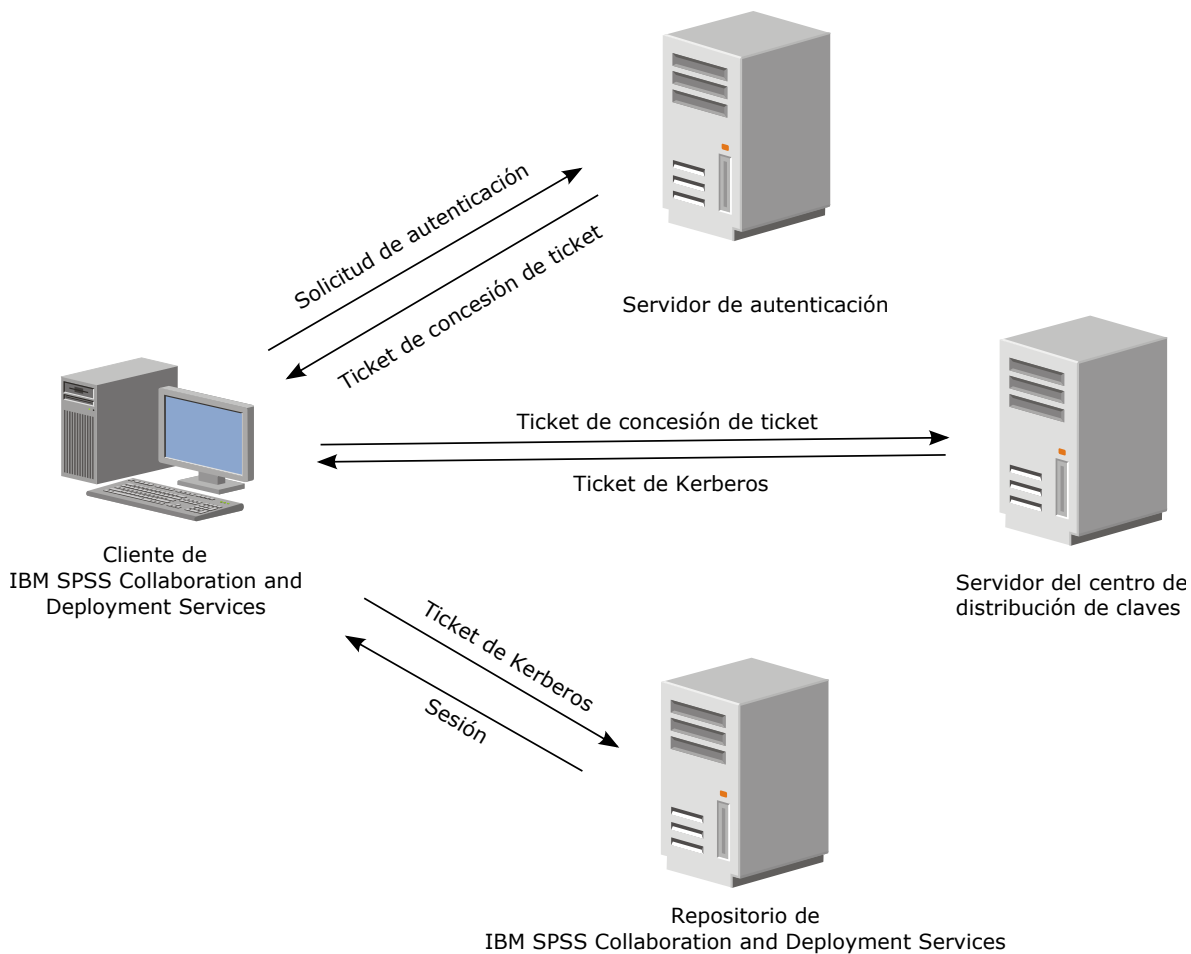 Solicitud de autenticación
Ticket de concesión de ticket
Servidor de autenticación
Ticket de concesión de ticket
Ticket de Kerberos
Cliente de
IBM SPSS Collaboration and
Deployment Services
Servidor del centro de
distribución de claves
Ticket de Kerberos
Sesión
Repositorio de
IBM SPSS Collaboration and Deployment Services